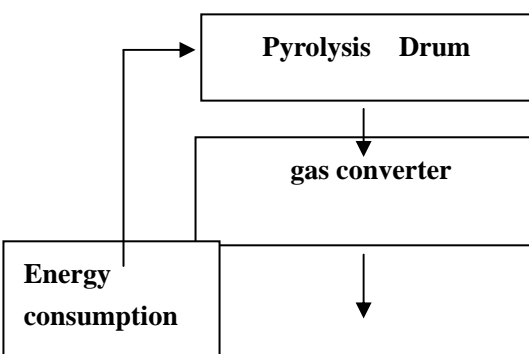 Pyrolysis Drum
gas converter
Energy
consumption